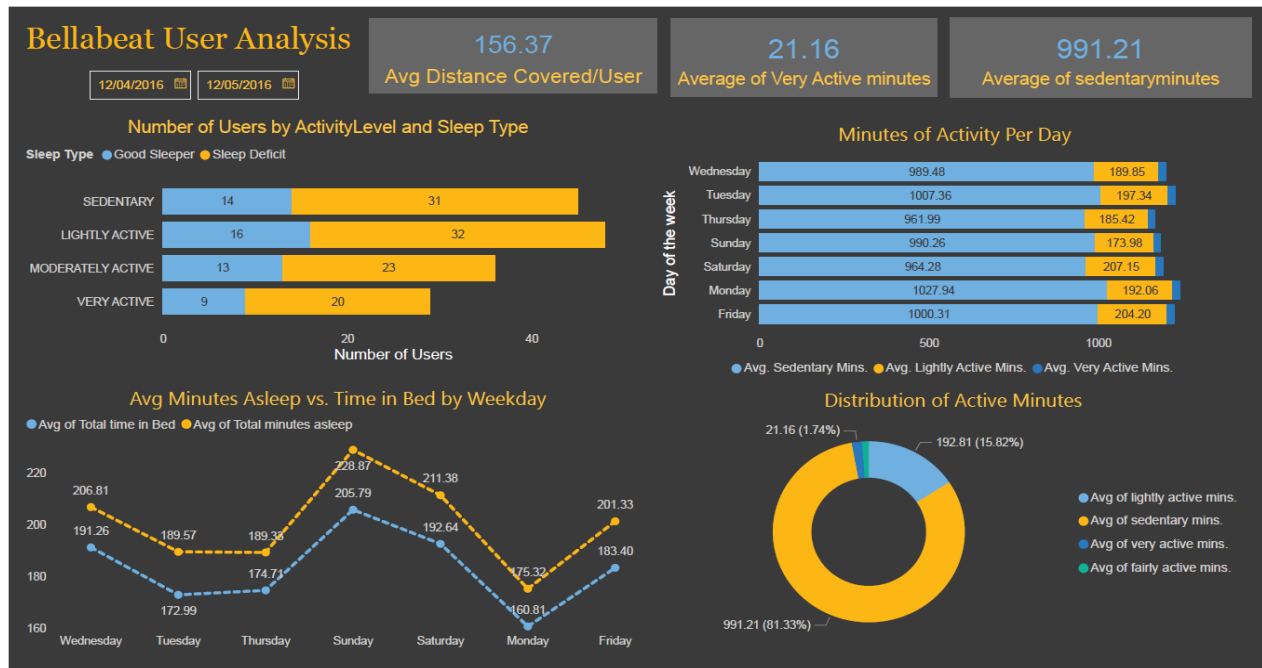 Bellabeat User Analysis
12/04/2016 12/05/2016
156.37
Avg Distance Covered/User
21.16
Average of Very Active minutes
991.21
Average of sedentaryminutes
Number of Users by ActivityLevel and Sleep Type
Sleep Type Good Sleeper Sleep Deficit
SEDENTARY 14 31
LIGHTLY ACTIVE 16 32
MODERATELY ACTIVE 13 23
VERY ACTIVE 9 20
0 20 40
Number of Users
Minutes of Activity Per Day
Day of the week
Wednesday 989.48 189.85
Tuesday 1007.36 197.34
Thursday 961.99 185.42
Sunday 990.26 173.98
Saturday 964.28 207.15
Monday 1027.94 192.06
Friday 1000.31 204.20
0 500 1000
Avg. Sedentary Mins. Avg. Lightly Active Mins. Avg. Very Active Mins.
Avg Minutes Asleep vs. Time in Bed by Weekday
Avg of Total time in Bed Avg of Total minutes asleep
220
200
180
160
206.81 189.57 189.33 228.87 211.38 175.32 201.33
191.26 172.99 174.71 205.79 192.64 160.81 183.40
Wednesday Tuesday Thursday Sunday Saturday Monday Friday
Distribution of Active Minutes
21.16 (1.74%)
192.81 (15.82%)
991.21 (81.33%)
Avg of lightly active mins.
Avg of sedentary mins.
Avg of very active mins.
Avg of fairly active mins.